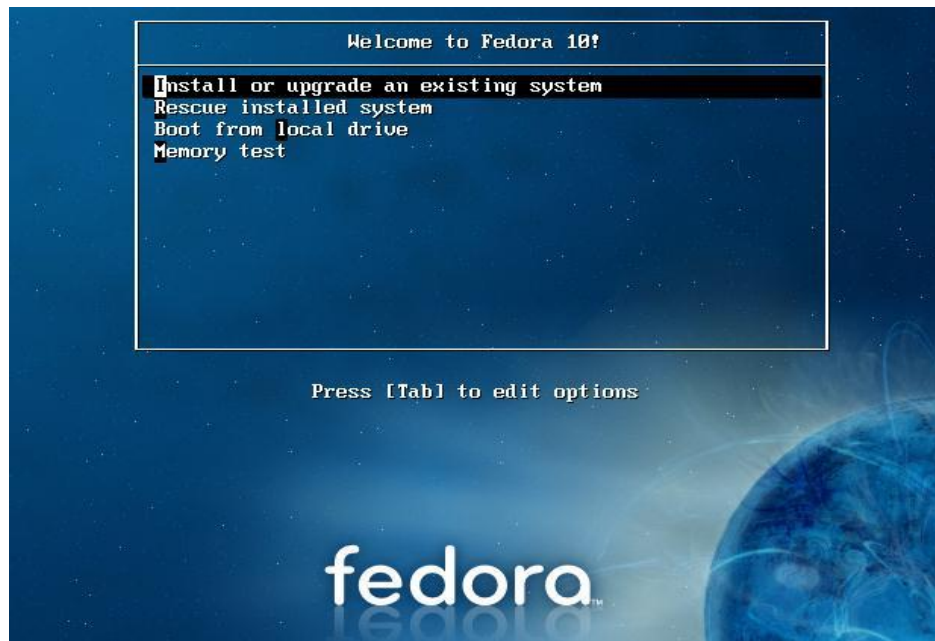 Welcome to Fedora 10!
Install or upgrade an existing system
Rescue installed system
Boot from local drive
Memory test
Press [Tab] to edit options
fedora™